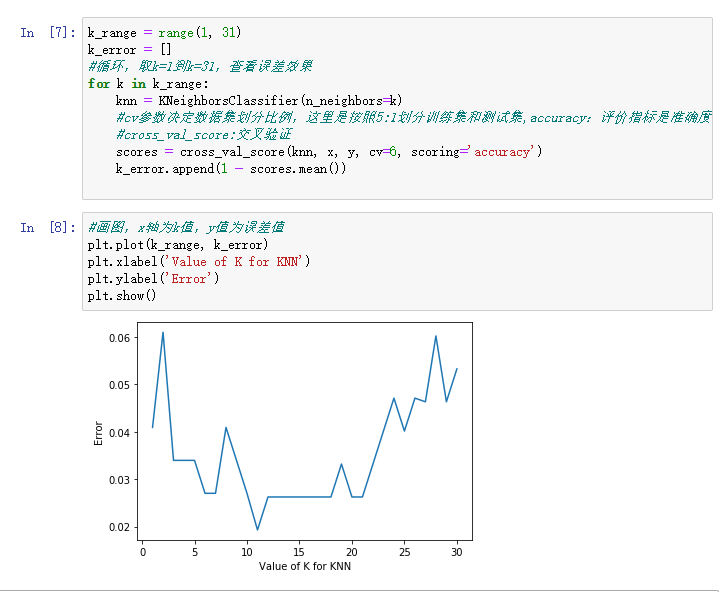 In [7]: k_range = range(1, 31)
k_error = []
#循环，取k=1到k=31，查看误差效果
for k in k_range:
knn = KNeighborsClassifier(n_neighbors=k)
#cv参数决定数据集划分比例，这里是按照5:1划分训练集和测试集,accuracy：评价指标是准确度
#cross_val_score:交叉验证
scores = cross_val_score(knn, x, y, cv=6, scoring='accuracy')
k_error.append(1 - scores.mean())
In [8]: #画图，x轴为k值，y值为误差值
plt.plot(k_range, k_error)
plt.xlabel('Value of K for KNN')
plt.ylabel('Error')
plt.show()
0.06
0.05
0.04
0.03
0.02
Error
0 5 10 15 20 25 30
Value of K for KNN